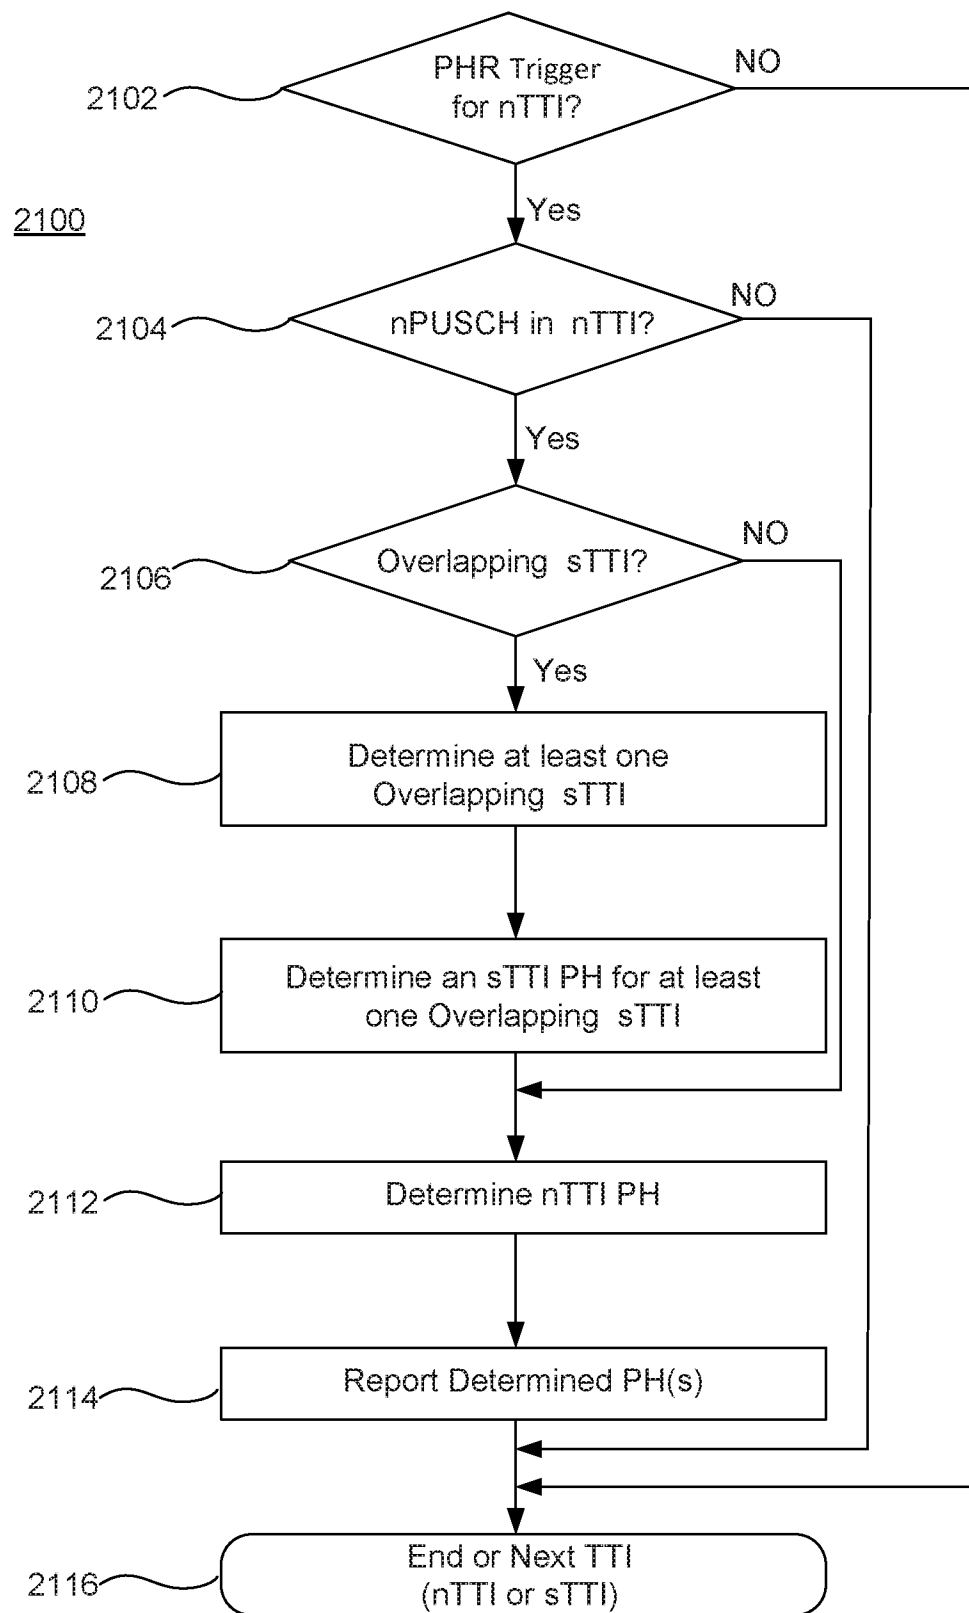 PHR Trigger
for nTTI?
NO
2102
2100
Yes
nPUSCH in nTTI?
NO
2104
Yes
Overlapping sTTI?
NO
2106
Yes
Determine at least one
Overlapping sTTI
2108
Determine an sTTI PH for at least
one Overlapping sTTI
2110
Determine nTTI PH
2112
Report Determined PH(s)
2114
End or Next TTI
(nTTI or sTTI)
2116